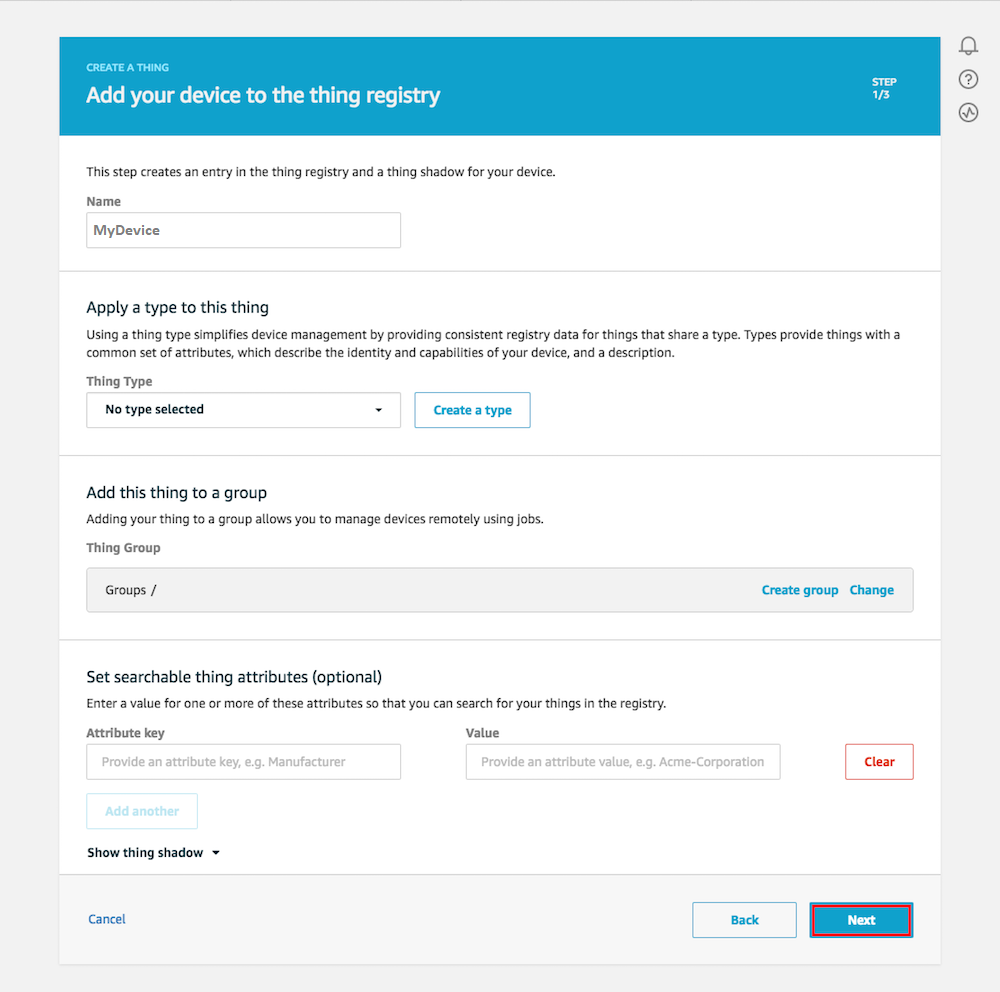 CREATE A THING
Add your device to the thing registry
STEP
1/3
This step creates an entry in the thing registry and a thing shadow for your device.
Name
MyDevice
Apply a type to this thing
Using a thing type simplifies device management by providing consistent registry data for things that share a type. Types provide things with a
common set of attributes, which describe the identity and capabilities of your device, and a description.
Thing Type
No type selected
Create a type
Add this thing to a group
Adding your thing to a group allows you to manage devices remotely using jobs.
Thing Group
Groups /
Create group
Change
Set searchable thing attributes (optional)
Enter a value for one or more of these attributes so that you can search for your things in the registry.
Attribute key
Value
Provide an attribute key, e.g. Manufacturer
Provide an attribute value, e.g. Acme-Corporation
Clear
Add another
Show thing shadow
Cancel
Back
Next